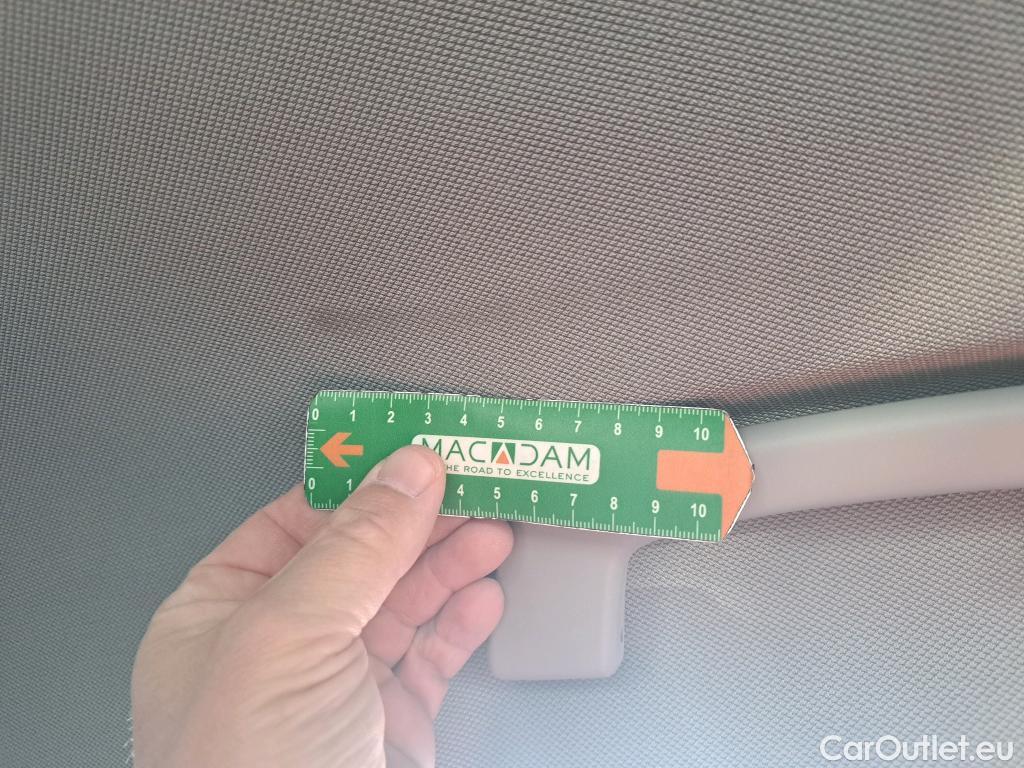 0 1 2 3 4 5 6 7 8 9 10
MACADAM
HE ROAD TO EXCELLENCE
0 1 4 5 6 7 8 9 10
CarOutlet.eu